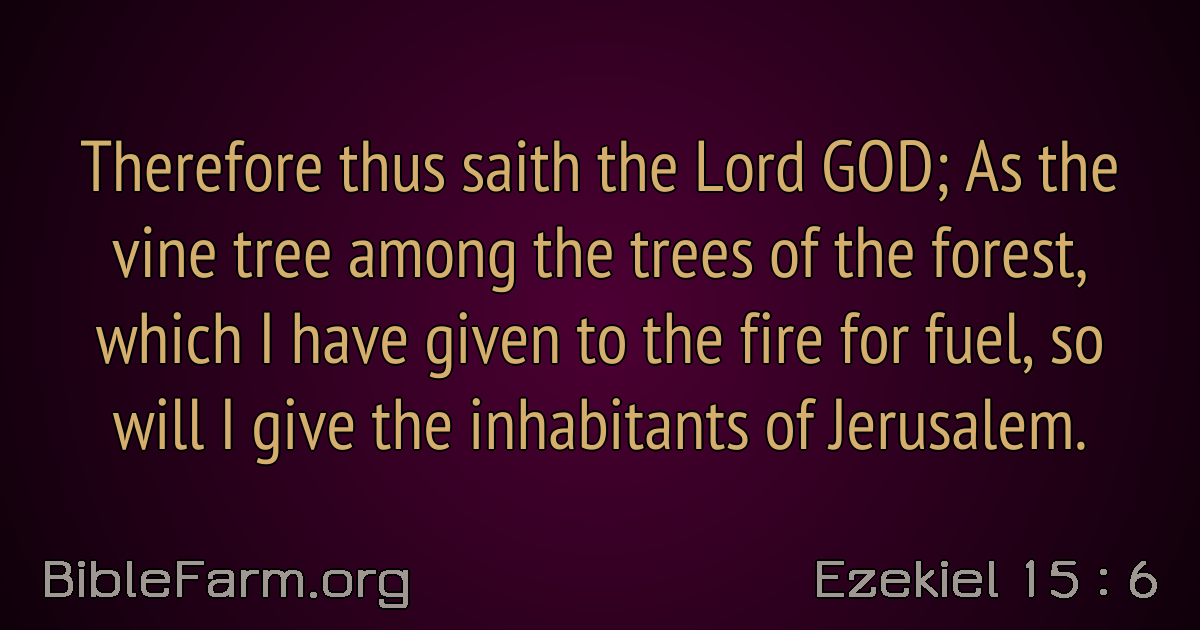 Therefore thus saith the Lord GOD; As the
vine tree among the trees of the forest,
which I have given to the fire for fuel, so
will I give the inhabitants of Jerusalem.
BibleFarm.org
Ezekiel 15 : 6